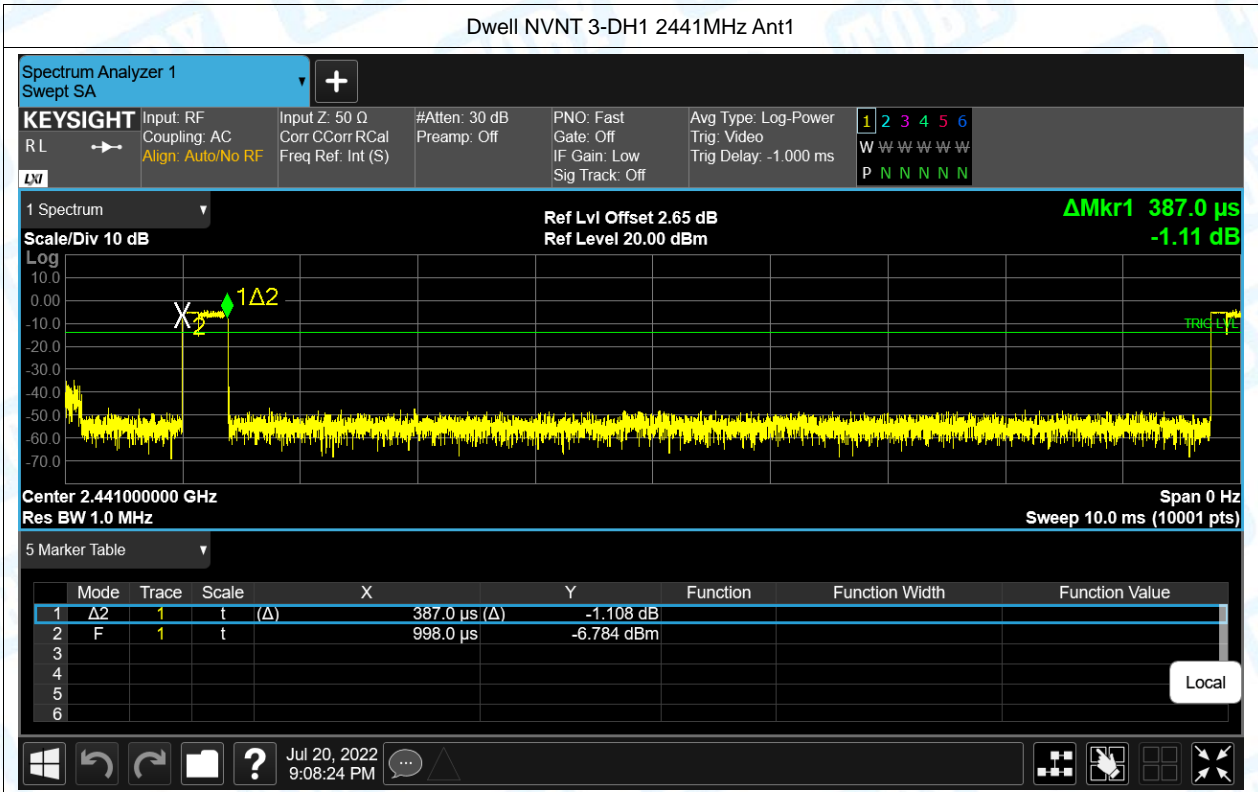 Dwell NVNT 3-DH1 2441MHz Ant1
Spectrum Analyzer 1
Swept SA
KEYSIGHT
RL
LXI
Input: RF
Coupling: AC
Align: Auto/No RF
Input Z: 50 Ω
Corr CCorr RCal
Freq Ref: Int (S)
#Atten: 30 dB
Preamp: Off
PNO: Fast
Gate: Off
IF Gain: Low
Sig Track: Off
Avg Type: Log-Power
Trig: Video
Trig Delay: -1.000 ms
1 2 3 4 5 6
W W W W W W
P N N N N N
1 Spectrum
Scale/Div 10 dB
Ref Lvl Offset 2.65 dB
Ref Level 20.00 dBm
ΔMkr1 387.0 µs
-1.11 dB
Log
10.0
0.00
-10.0
-20.0
-30.0
-40.0
-50.0
-60.0
-70.0
1Δ2
X2
TRIG LVL
Center 2.441000000 GHz
Res BW 1.0 MHz
Span 0 Hz
Sweep 10.0 ms (10001 pts)
5 Marker Table
Mode Trace Scale X Y Function Function Width Function Value
1 Δ2 1 t (Δ) 387.0 µs (Δ) -1.108 dB
2 F 1 t 998.0 µs -6.784 dBm
3
4
5
6
Local
?
Jul 20, 2022
9:08:24 PM